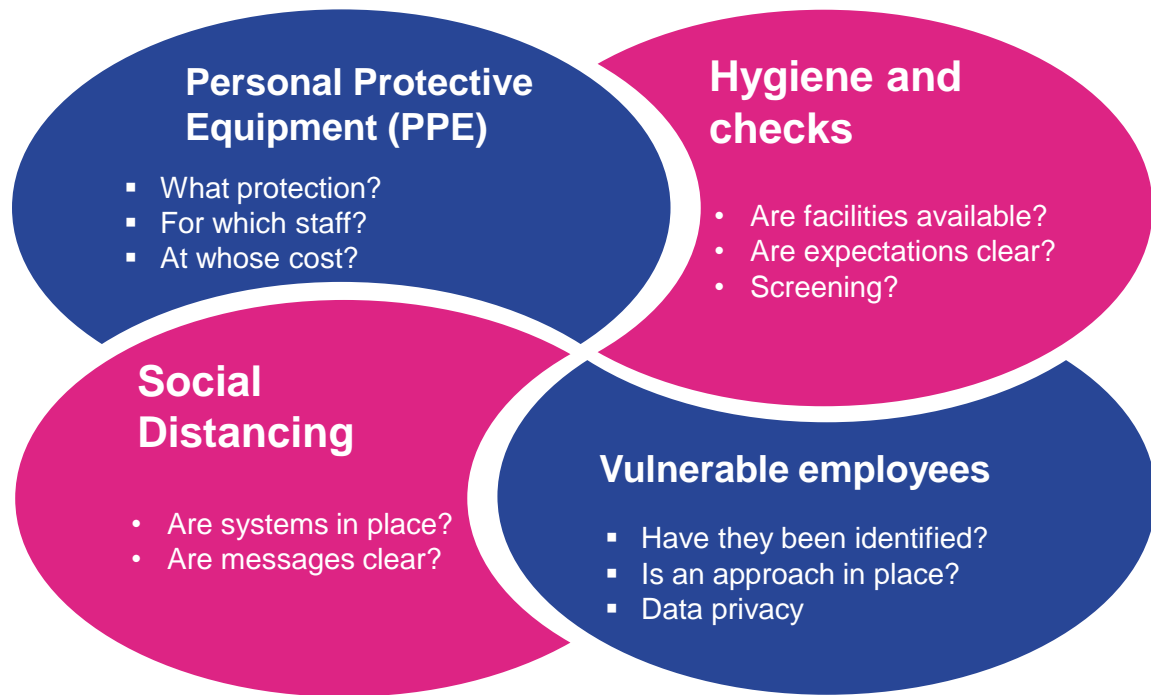 Personal Protective
Equipment (PPE)
▪ What protection?
▪ For which staff?
▪ At whose cost?
Hygiene and
checks
• Are facilities available?
• Are expectations clear?
• Screening?
Social
Distancing
• Are systems in place?
• Are messages clear?
Vulnerable employees
▪ Have they been identified?
▪ Is an approach in place?
▪ Data privacy